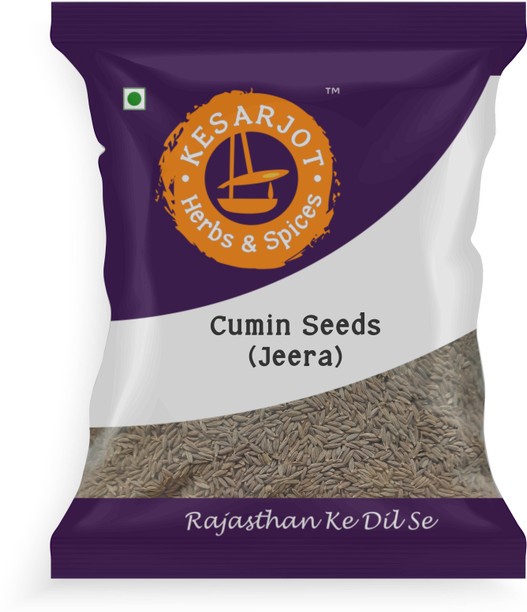 ™
KESARJOT
Herbs & Spices
Cumin Seeds
(Jeera)
Rajasthan Ke Dil Se